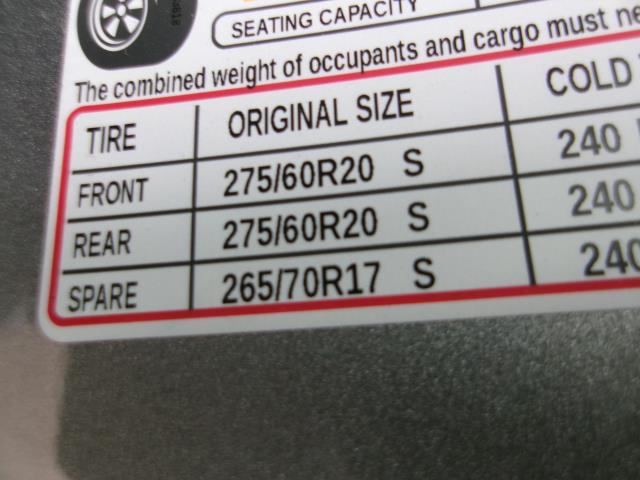 SEATING CAPACITY
The combined weight of occupants and cargo must
TIRE ORIGINAL SIZE COLD
FRONT 275/60R20 S 240
REAR 275/60R20 S 240
SPARE 265/70R17 S 240